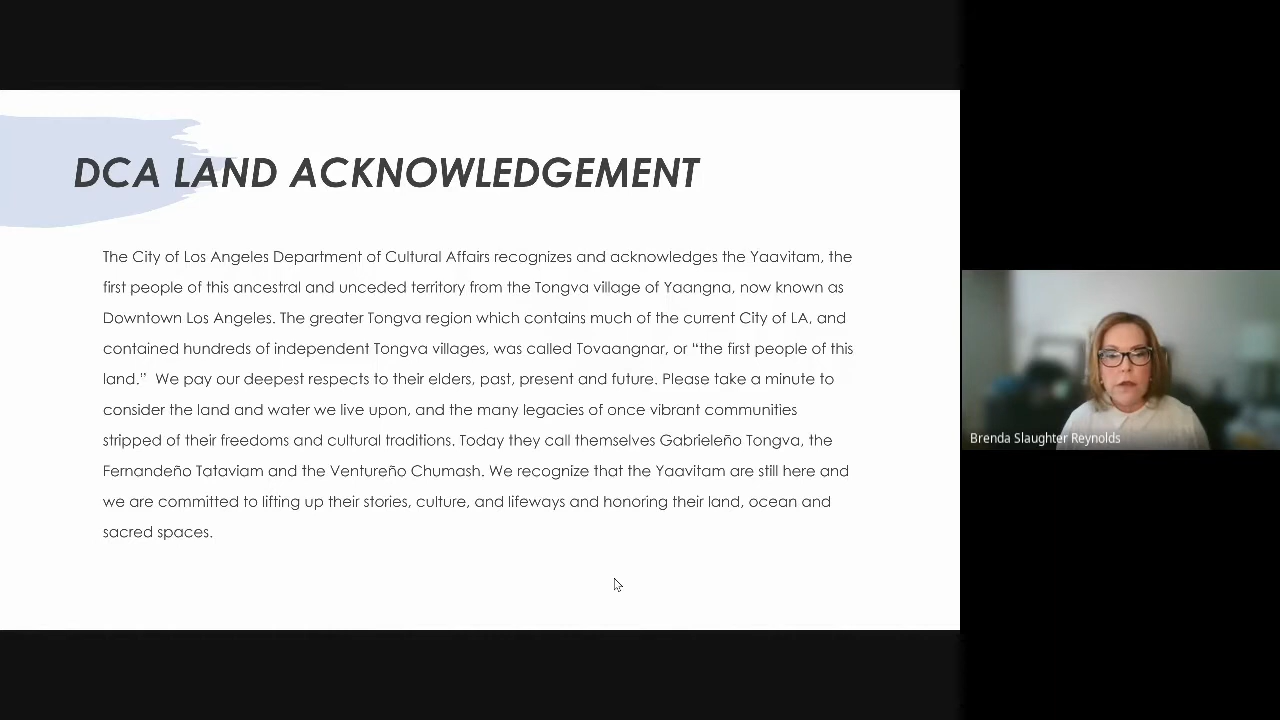 DCA LAND ACKNOWLEDGEMENT
The City of Los Angeles Department of Cultural Affairs recognizes and acknowledges the Yaavitam, the
first people of this ancestral and unceded territory from the Tongva village of Yaangna, now known as
Downtown Los Angeles. The greater Tongva region which contains much of the current City of LA, and
contained hundreds of independent Tongva villages, was called Tovaangnar, or “the first people of this
land.”  We pay our deepest respects to their elders, past, present and future. Please take a minute to
consider the land and water we live upon, and the many legacies of once vibrant communities
stripped of their freedoms and cultural traditions. Today they call themselves Gabrieleño Tongva, the
Fernandeño Tataviam and the Ventureño Chumash. We recognize that the Yaavitam are still here and
we are committed to lifting up their stories, culture, and lifeways and honoring their land, ocean and
sacred spaces.
Brenda Slaughter Reynolds